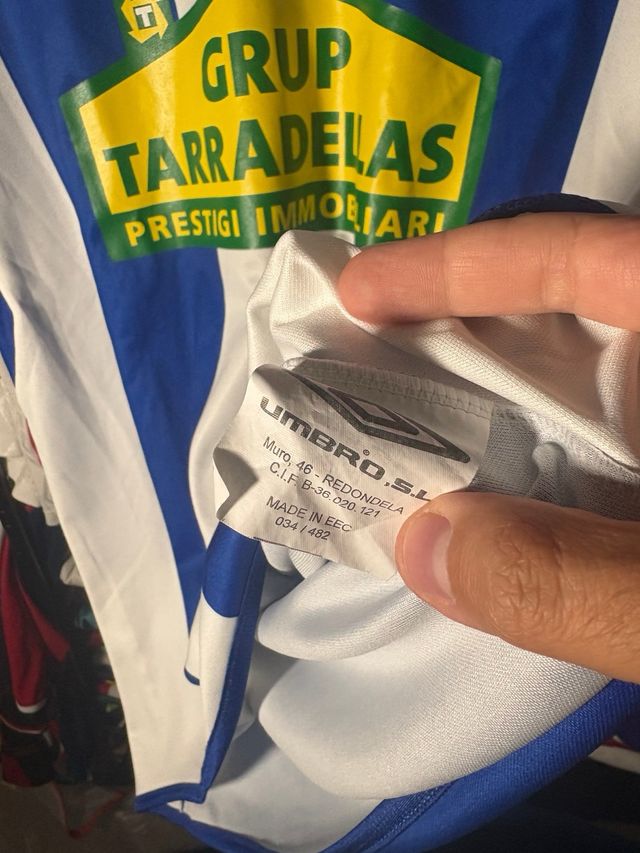 T
GRUP
TARRADELLAS
PRESTIGI IMMOBILIARI
UMBRO, S.L.
Muro, 46 - REDONDELA
C.I.F. B-36.020.121
MADE IN EEC
034 / 482